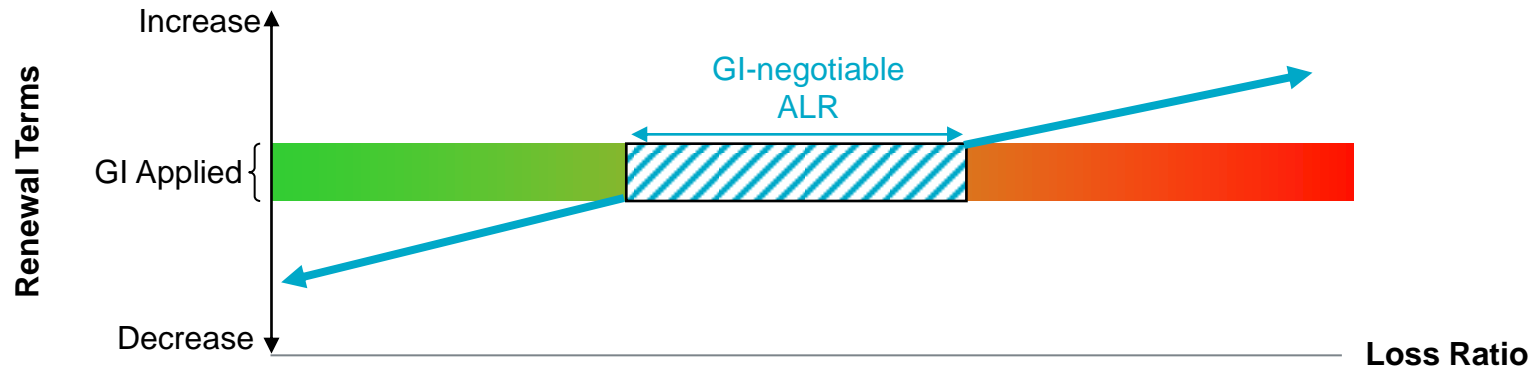 Increase
GI-negotiable
ALR
Renewal Terms
GI Applied
Decrease
Loss Ratio